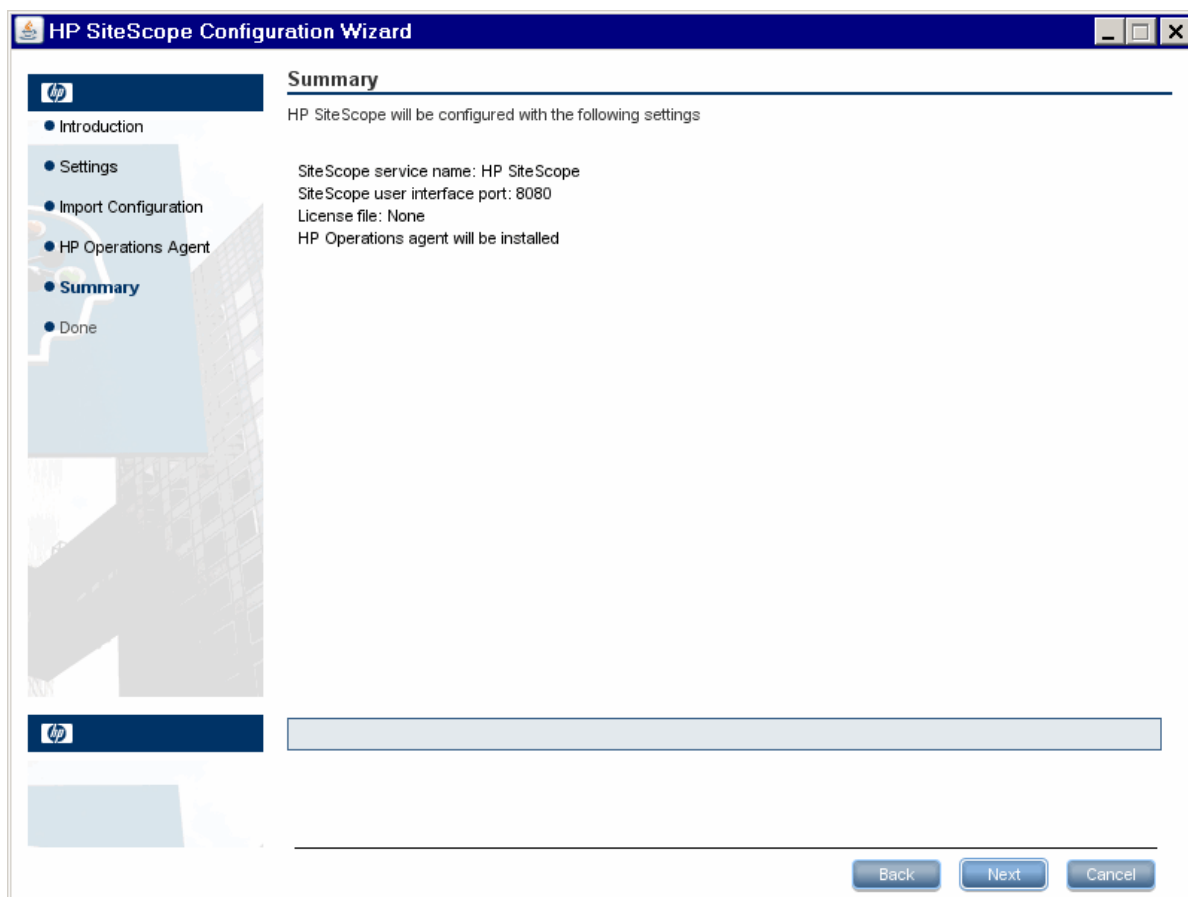 HP SiteScope Configuration Wizard
hp
Introduction
Settings
Import Configuration
HP Operations Agent
Summary
Done
Summary
HP SiteScope will be configured with the following settings
SiteScope service name: HP SiteScope
SiteScope user interface port: 8080
License file: None
HP Operations agent will be installed
hp
Back
Next
Cancel